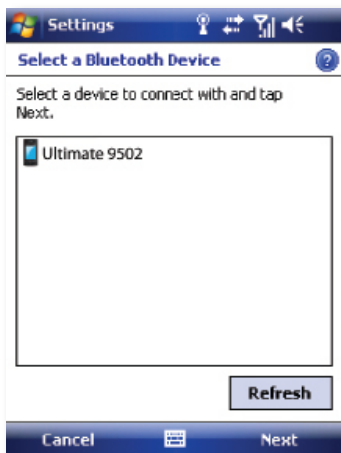 Settings
Select a Bluetooth Device
Select a device to connect with and tap
Next.
Ultimate 9502
Refresh
Cancel
Next